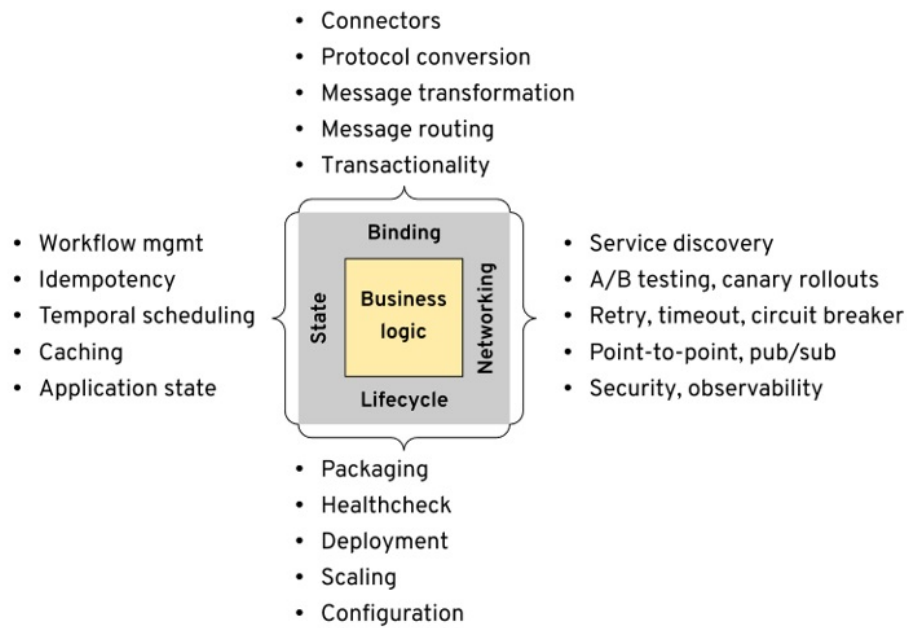 • Connectors
• Protocol conversion
• Message transformation
• Message routing
• Transactionality
• Workflow mgmt
• Idempotency
• Temporal scheduling
• Caching
• Application state
Binding
State
Business
logic
Networking
Lifecycle
• Service discovery
• A/B testing, canary rollouts
• Retry, timeout, circuit breaker
• Point-to-point, pub/sub
• Security, observability
• Packaging
• Healthcheck
• Deployment
• Scaling
• Configuration